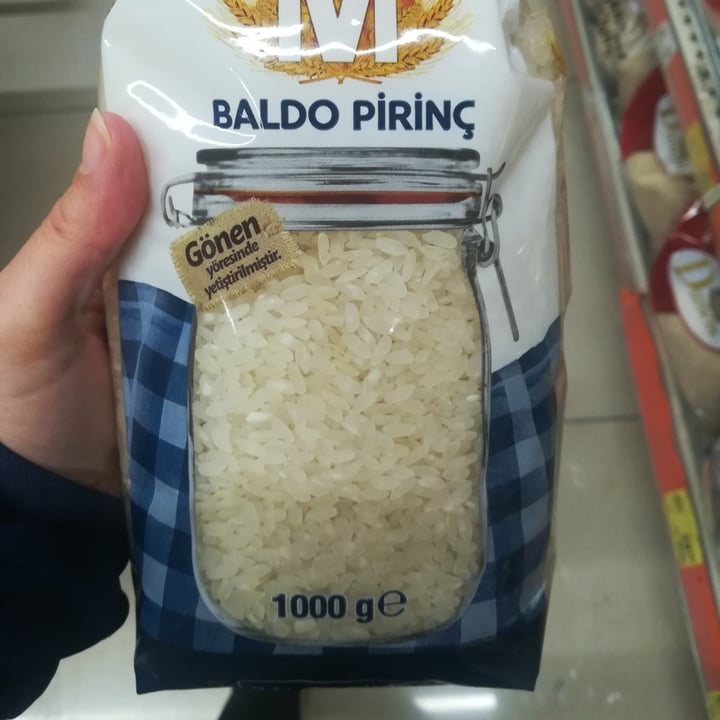 M
BALDO PİRİNÇ
Gönen
yöresinde
yetiştirilmiştir.
1000 g e